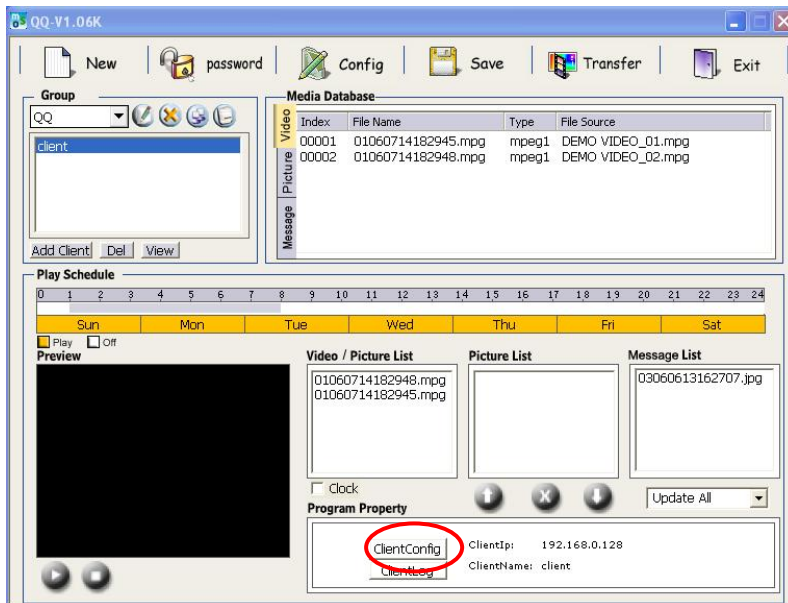 QQ-V1.06K
New password Config Save Transfer Exit
Group
QQ
client
Add Client Del View
Media Database
Video
Picture
Message
Index File Name Type File Source
00001 01060714182945.mpg mpeg1 DEMO VIDEO_01.mpg
00002 01060714182948.mpg mpeg1 DEMO VIDEO_02.mpg
Play Schedule
0 1 2 3 4 5 6 7 8 9 10 11 12 13 14 15 16 17 18 19 20 21 22 23 24
Sun Mon Tue Wed Thu Fri Sat
Play Off
Preview
Video / Picture List
01060714182948.mpg
01060714182945.mpg
Clock
Picture List
Message List
03060613162707.jpg
Update All
Program Property
ClientConfig
ClientLog
ClientIp: 192.168.0.128
ClientName: client